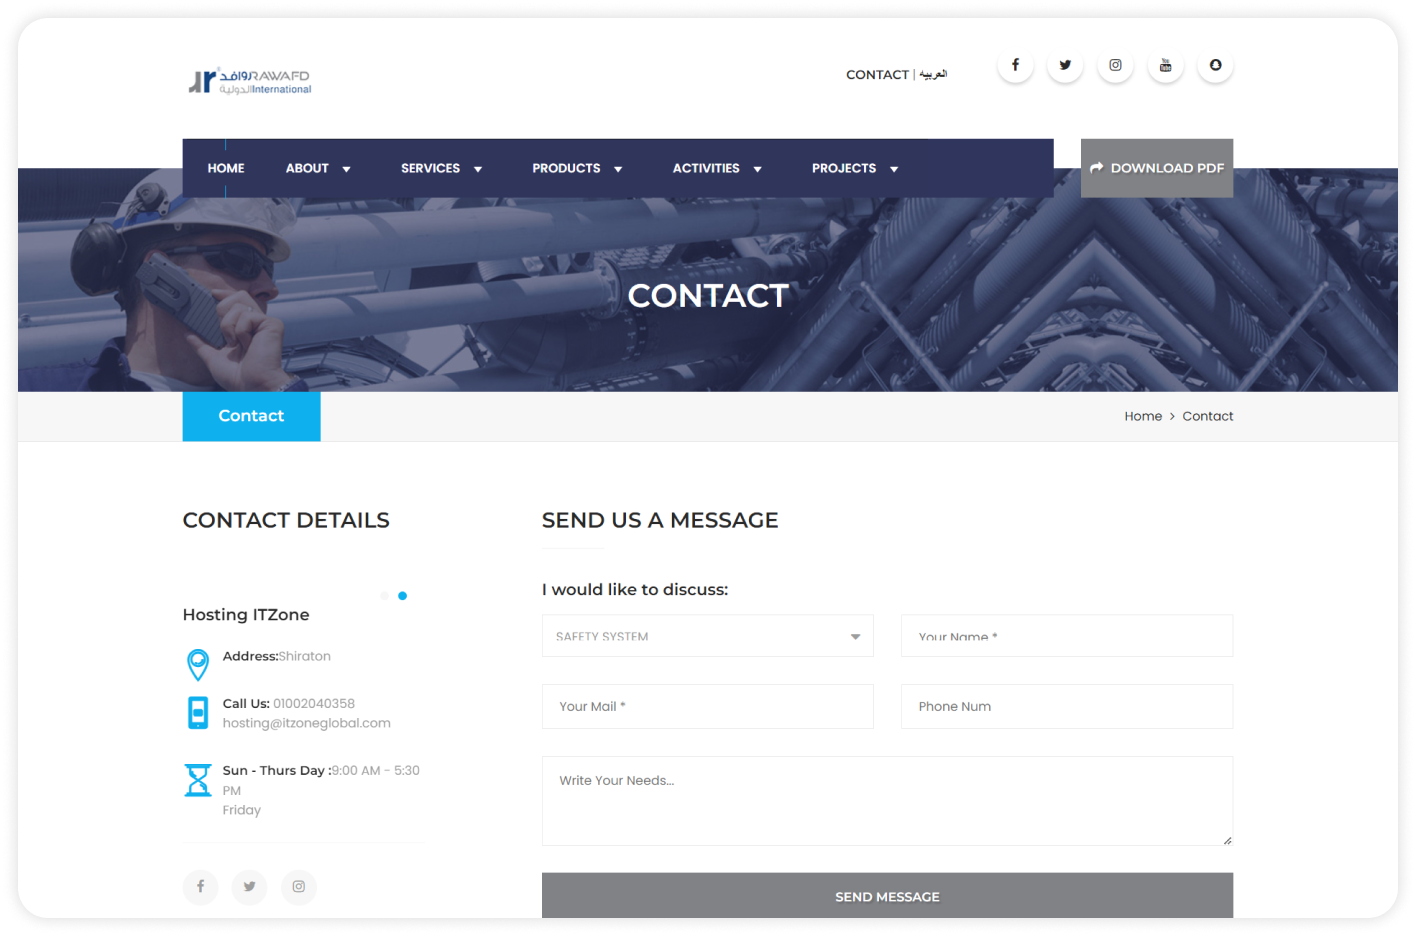 روافد RAWAFD
الدولية International
CONTACT | العربيه
You
Tube
HOME
ABOUT
SERVICES
PRODUCTS
ACTIVITIES
PROJECTS
DOWNLOAD PDF
CONTACT
Contact
Home > Contact
CONTACT DETAILS
Hosting ITZone
Address:Shiraton
Call Us: 01002040358
hosting@itzoneglobal.com
Sun - Thurs Day :9:00 AM - 5:30
PM
Friday
SEND US A MESSAGE
I would like to discuss:
SAFETY SYSTEM
Your Name *
Your Mail *
Phone Num
Write Your Needs...
SEND MESSAGE